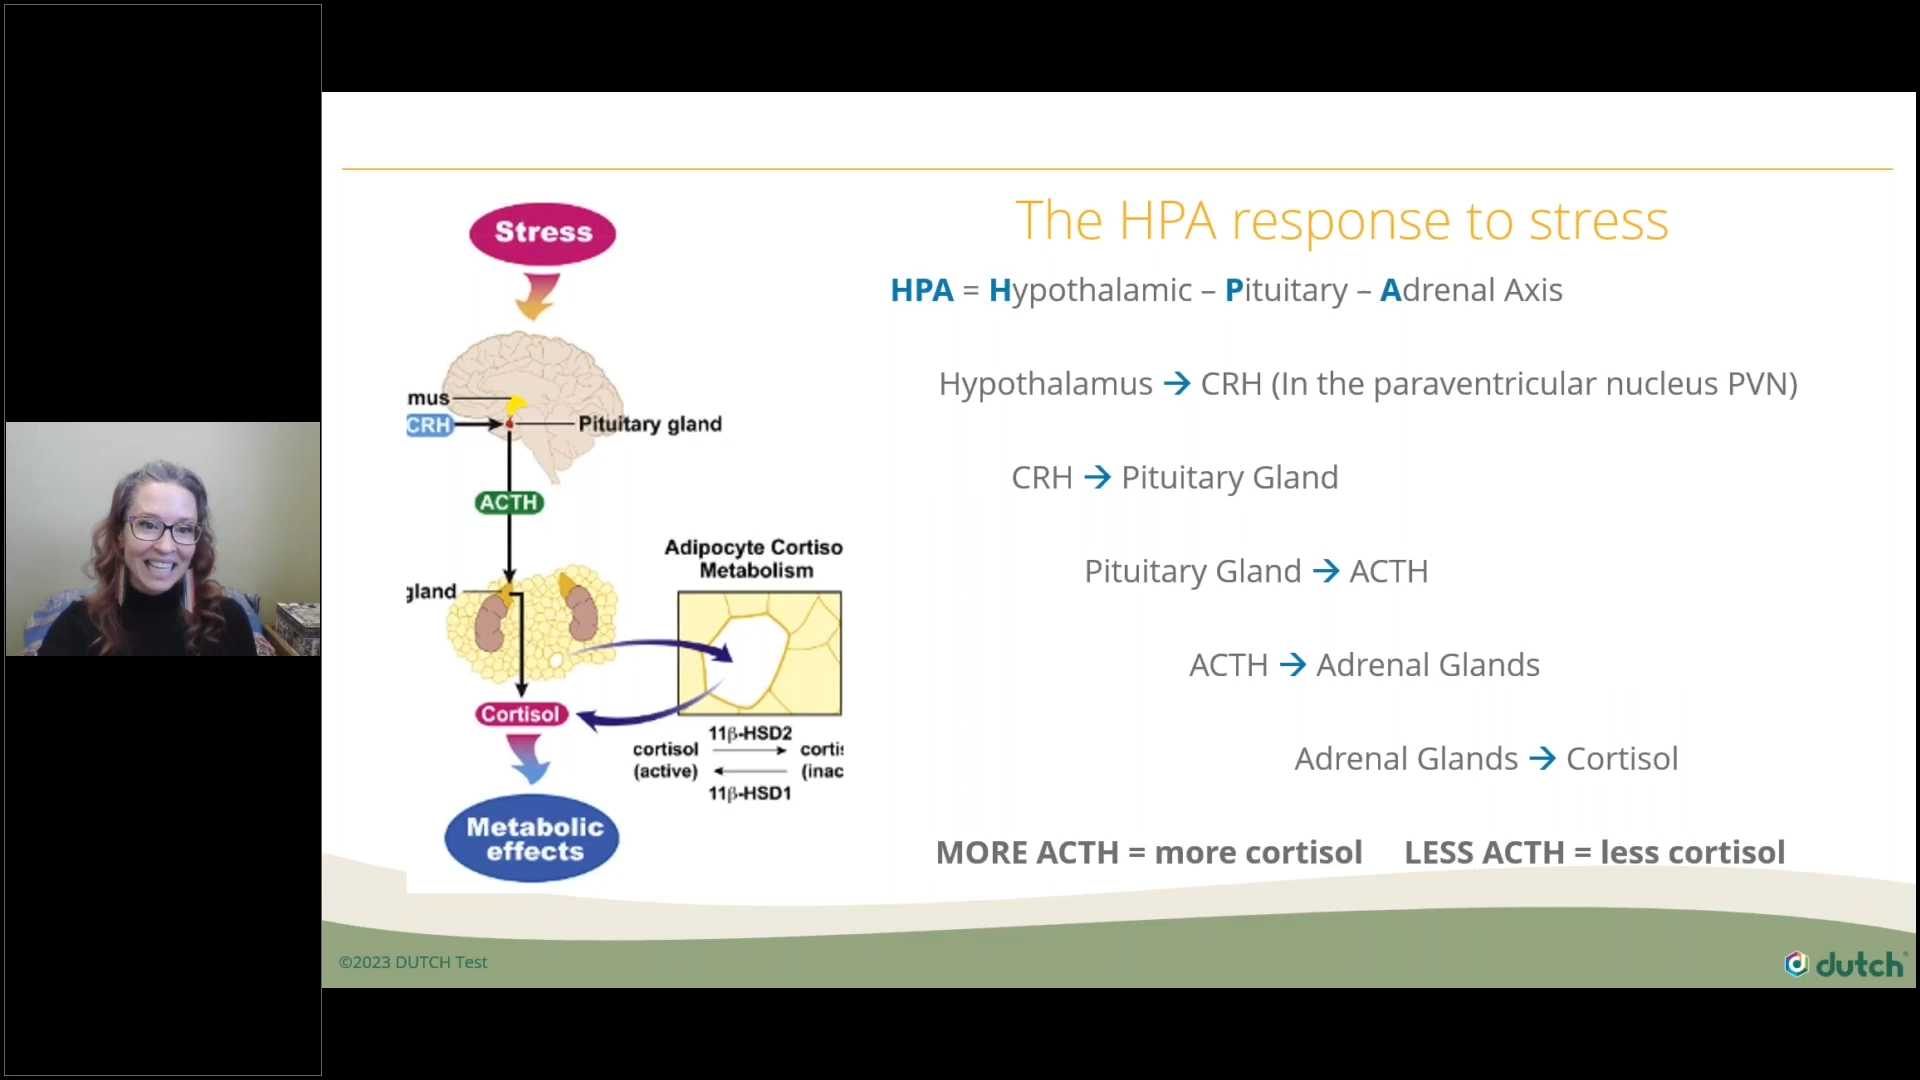 The HPA response to stress
HPA = Hypothalamic – Pituitary – Adrenal Axis
Hypothalamus → CRH (In the paraventricular nucleus PVN)
CRH → Pituitary Gland
Pituitary Gland → ACTH
ACTH → Adrenal Glands
Adrenal Glands → Cortisol
MORE ACTH = more cortisol LESS ACTH = less cortisol
Stress
mus
CRH
Pituitary gland
ACTH
gland
Adipocyte Cortiso
Metabolism
Cortisol
11β-HSD2
cortisol
(active)
corti
(inac
11β-HSD1
Metabolic
effects
©2023 DUTCH Test
dutch